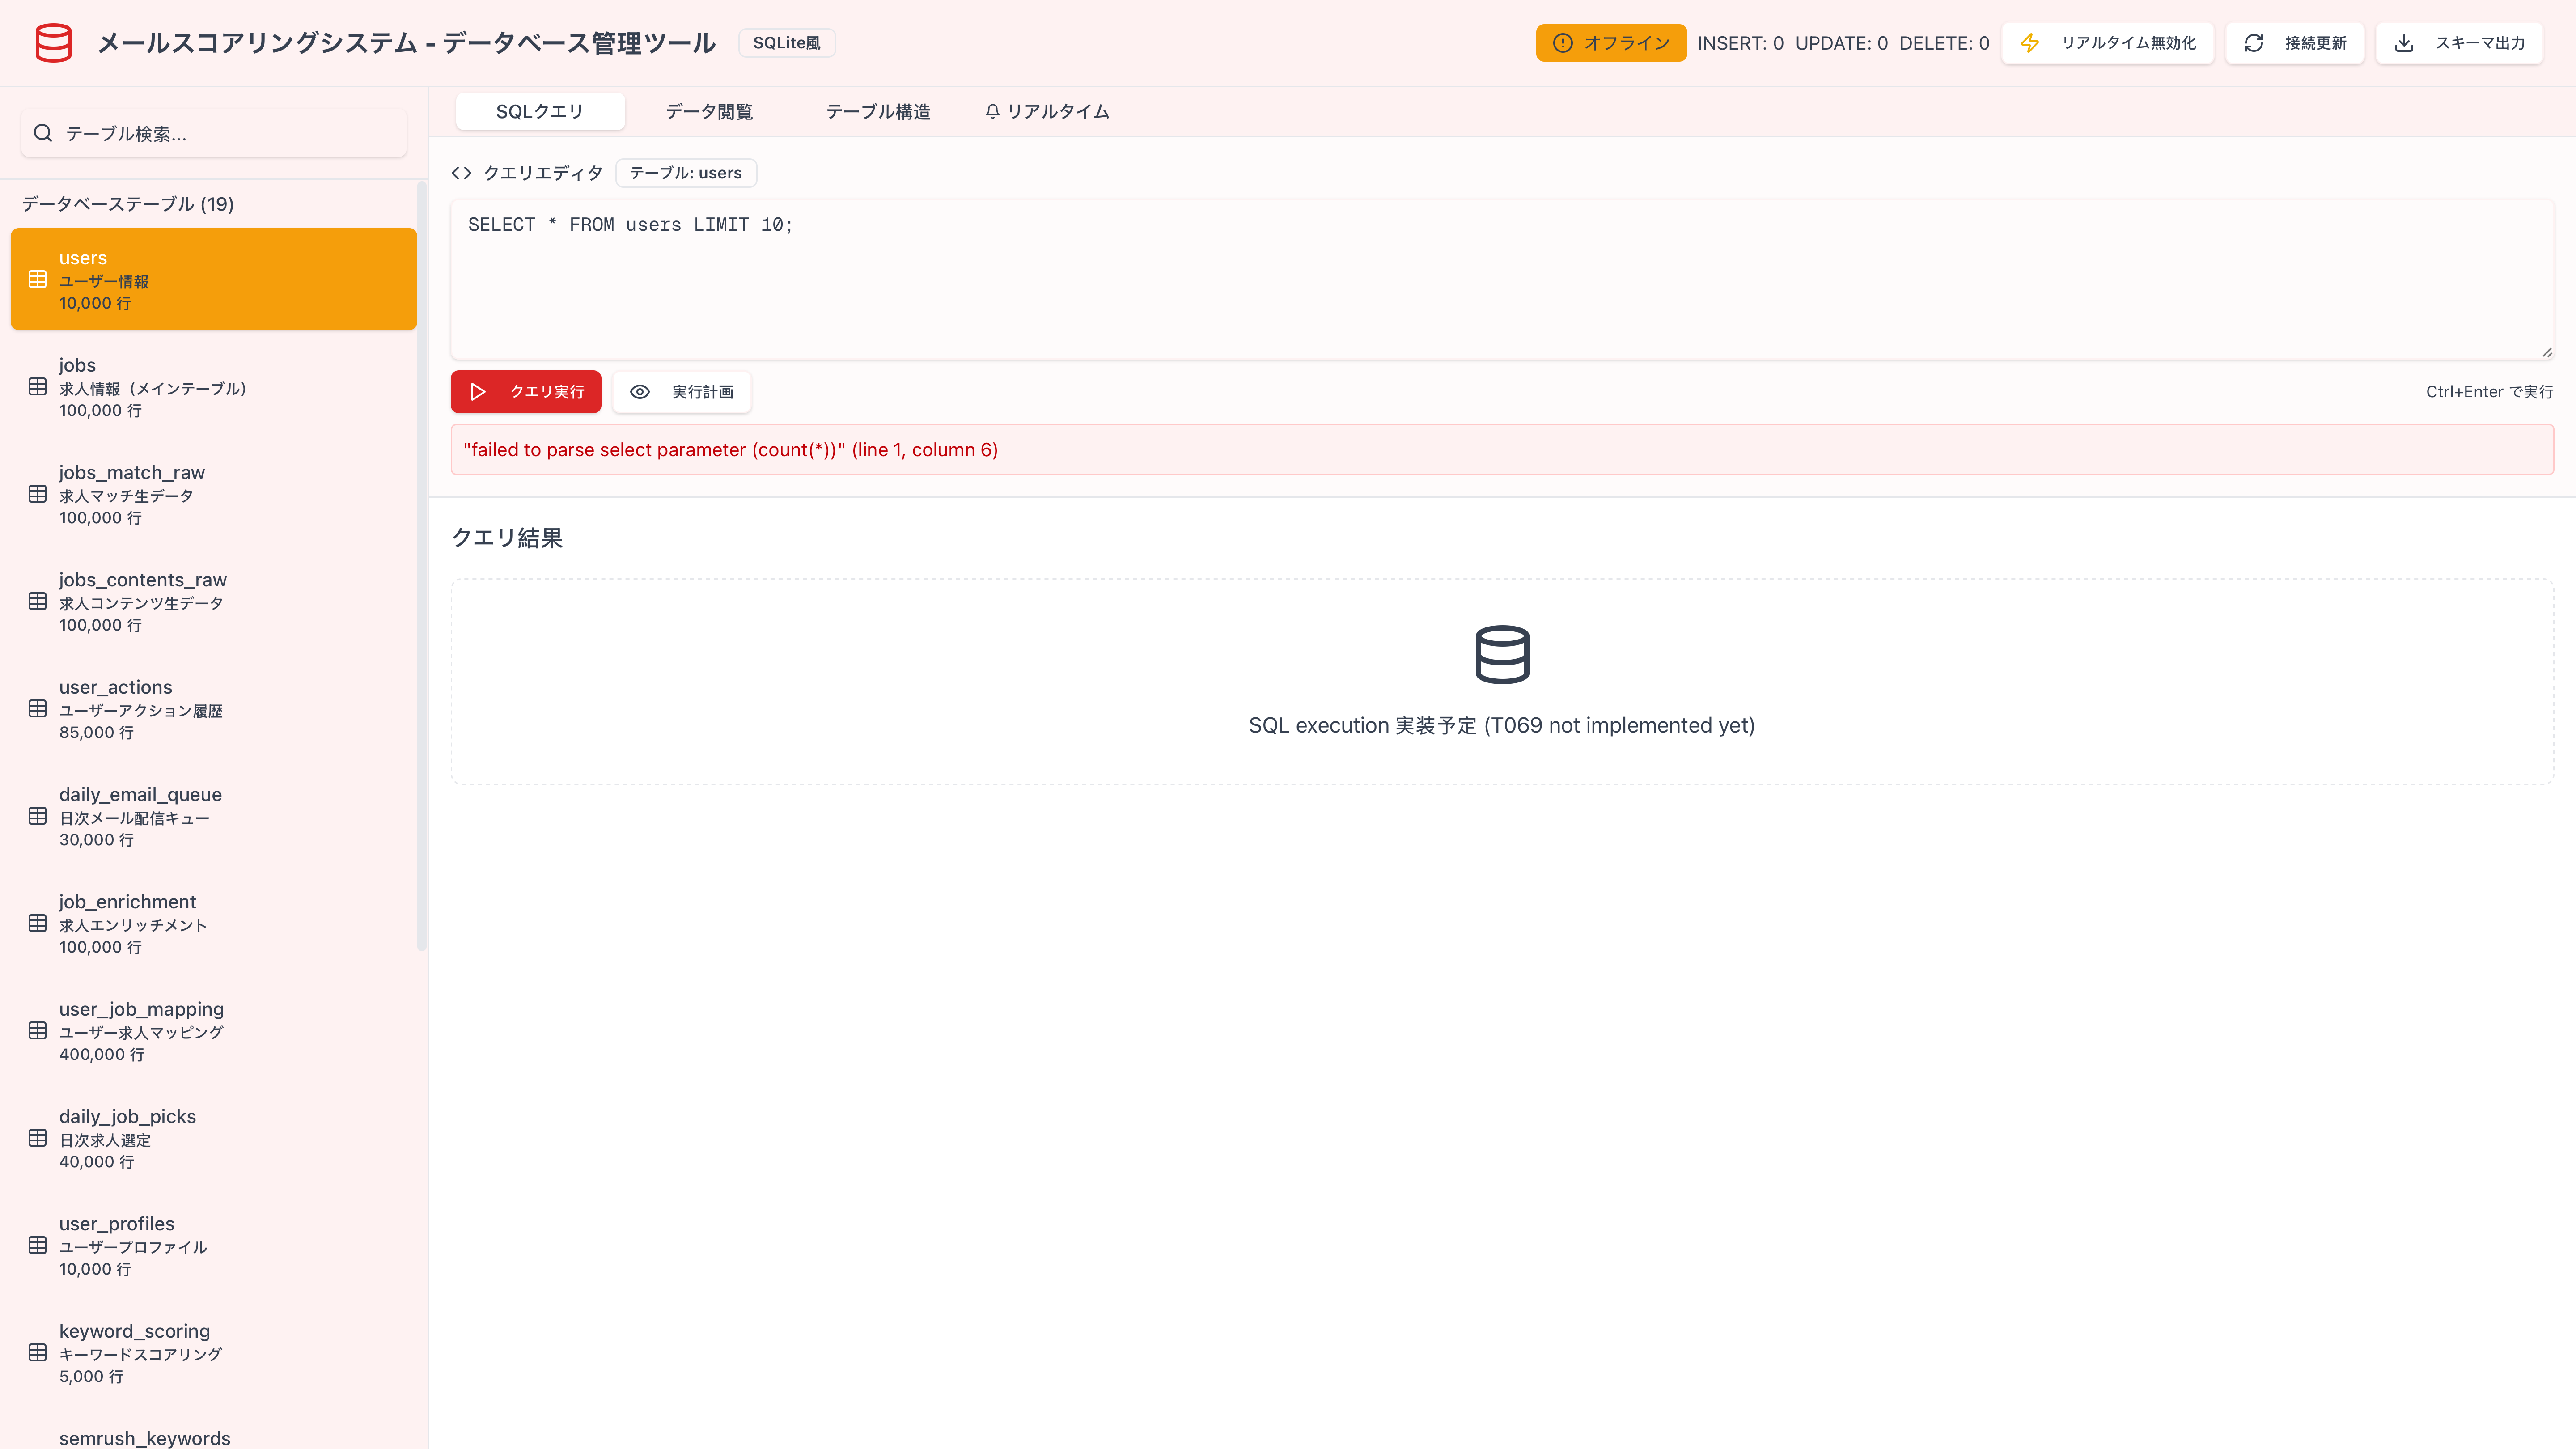 メールスコアリングシステム - データベース管理ツール
SQLite風
オフライン
INSERT: 0 UPDATE: 0 DELETE: 0
リアルタイム無効化
接続更新
スキーマ出力
テーブル検索...
データベーステーブル (19)
users
ユーザー情報
10,000 行
jobs
求人情報（メインテーブル）
100,000 行
jobs_match_raw
求人マッチ生データ
100,000 行
jobs_contents_raw
求人コンテンツ生データ
100,000 行
user_actions
ユーザーアクション履歴
85,000 行
daily_email_queue
日次メール配信キュー
30,000 行
job_enrichment
求人エンリッチメント
100,000 行
user_job_mapping
ユーザー求人マッピング
400,000 行
daily_job_picks
日次求人選定
40,000 行
user_profiles
ユーザープロファイル
10,000 行
keyword_scoring
キーワードスコアリング
5,000 行
semrush_keywords
SQLクエリ
データ閲覧
テーブル構造
リアルタイム
クエリエディタ
テーブル: users
SELECT * FROM users LIMIT 10;
クエリ実行
実行計画
Ctrl+Enter で実行
"failed to parse select parameter (count(*))" (line 1, column 6)
クエリ結果
SQL execution 実装予定 (T069 not implemented yet)